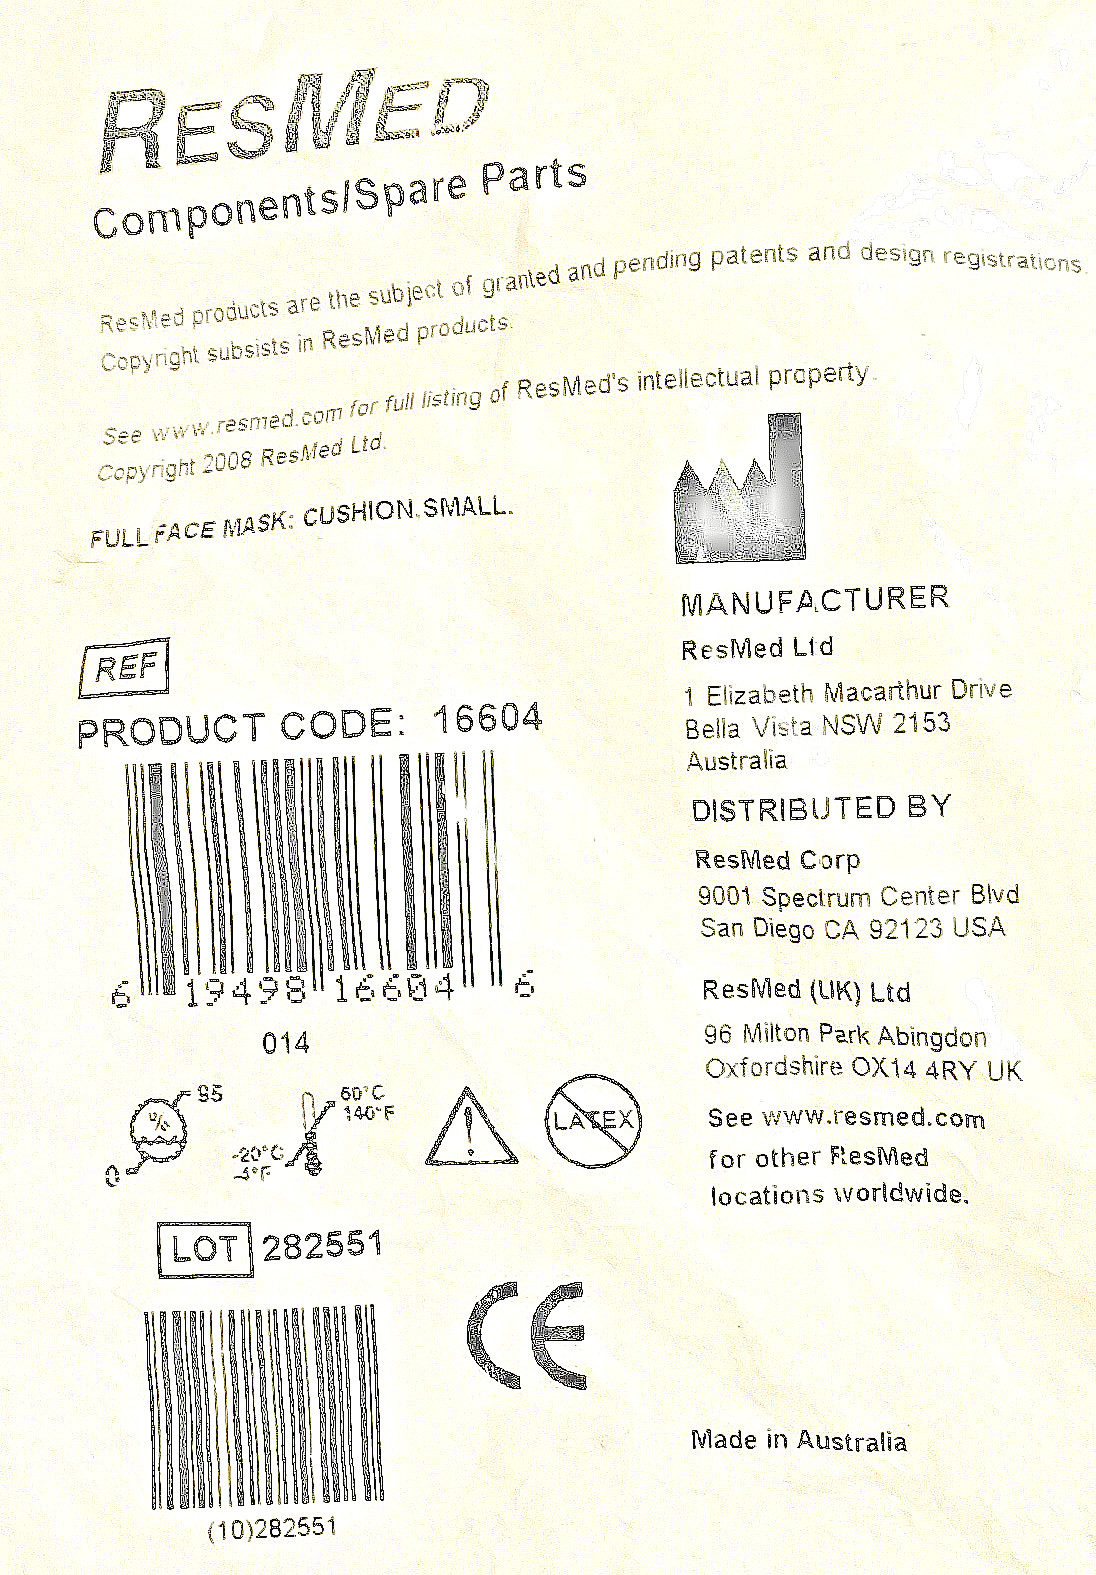 RESMED
Components/Spare Parts
ResMed products are the subject of granted and pending patents and design registrations.
Copyright subsists in ResMed products.
See www.resmed.com for full listing of ResMed's intellectual property.
Copyright 2008 ResMed Ltd.
FULL FACE MASK: CUSHION.SMALL.
REF
PRODUCT CODE: 16604
6 19498 16604 6
014
95
%
0
60°C
140°F
-20°C
-4°F
LATEX
LOT 282551
(10)282551
CE
MANUFACTURER
ResMed Ltd
1 Elizabeth Macarthur Drive
Bella Vista NSW 2153
Australia
DISTRIBUTED BY
ResMed Corp
9001 Spectrum Center Blvd
San Diego CA 92123 USA
ResMed (UK) Ltd
96 Milton Park Abingdon
Oxfordshire OX14 4RY UK
See www.resmed.com
for other ResMed
locations worldwide.
Made in Australia